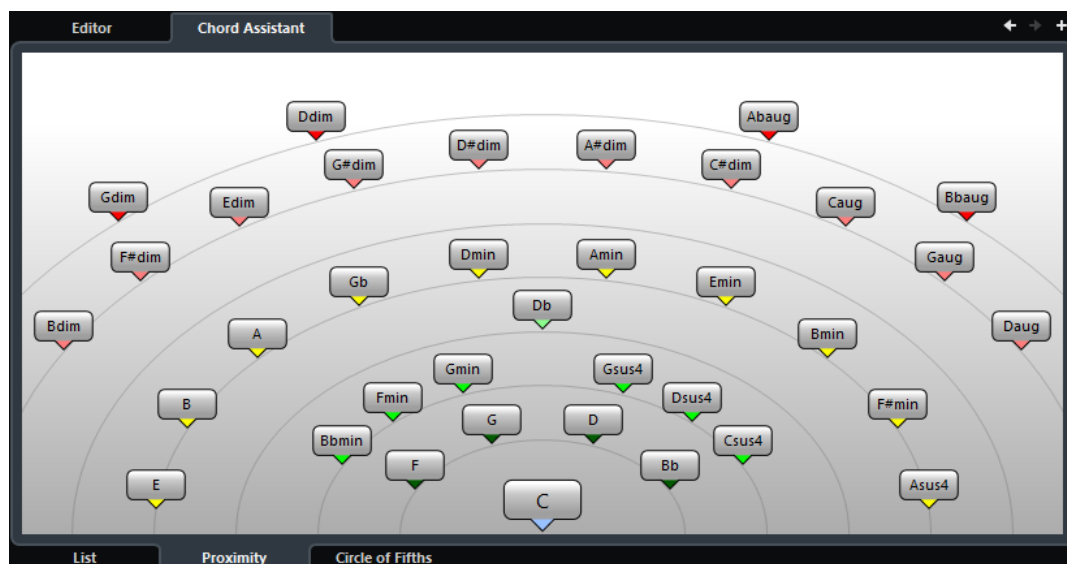 Editor
Chord Assistant
Ddim
Abaug
D#dim
A#dim
G#dim
C#dim
Gdim
Edim
Caug
Bbaug
F#dim
Dmin
Amin
Gaug
Gb
Emin
Db
Bdim
A
Bmin
Daug
Gmin
Gsus4
B
Fmin
Dsus4
F#min
G
D
Bbmin
Csus4
F
Bb
E
Asus4
C
List
Proximity
Circle of Fifths